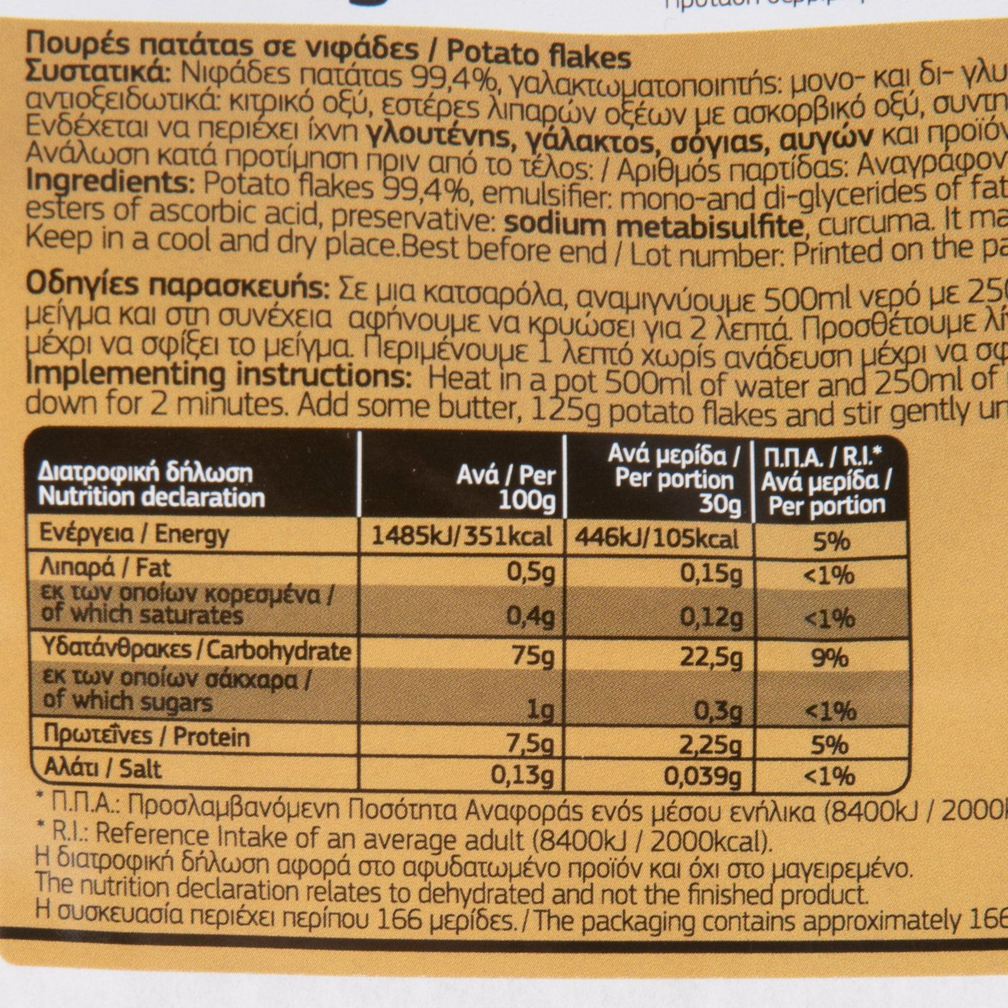 Πουρές πατάτας σε νιφάδες / Potato flakes
Συστατικά: Νιφάδες πατάτας 99,4%, γαλακτωματοποιητής: μονο- και δι- γλυ
αντιοξειδωτικά: κιτρικό οξύ, εστέρες λιπαρών οξέων με ασκορβικό οξύ, συντη
Ενδέχεται να περιέχει ίχνη γλουτένης, γάλακτος, σόγιας, αυγών και προϊό
Ανάλωση κατά προτίμηση πριν από το τέλος: / Αριθμός παρτίδας: Αναγράφον
Ingredients: Potato flakes 99,4%, emulsifier: mono-and di-glycerides of fat
esters of ascorbic acid, preservative: sodium metabisulfite, curcuma. It ma
Keep in a cool and dry place.Best before end / Lot number: Printed on the pa
Οδηγίες παρασκευής: Σε μια κατσαρόλα, αναμιγνύουμε 500ml νερό με 250
μείγμα και στη συνέχεια αφήνουμε να κρυώσει για 2 λεπτά. Προσθέτουμε λί
μέχρι να σφίξει το μείγμα. Περιμένουμε 1 λεπτό χωρίς ανάδευση μέχρι να σφ
Implementing instructions: Heat in a pot 500ml of water and 250ml of
down for 2 minutes. Add some butter, 125g potato flakes and stir gently un
Διατροφική δήλωση Nutrition declaration | Ανά / Per 100g | Ανά μερίδα / Per portion 30g | Π.Π.Α. / R.I.* Ανά μερίδα / Per portion
Ενέργεια / Energy 1485kJ/351kcal 446kJ/105kcal 5%
Λιπαρά / Fat 0,5g 0,15g <1%
εκ των οποίων κορεσμένα /
of which saturates 0,4g 0,12g <1%
Υδατάνθρακες / Carbohydrate 75g 22,5g 9%
εκ των οποίων σάκχαρα /
of which sugars 1g 0,3g <1%
Πρωτεΐνες / Protein 7,5g 2,25g 5%
Αλάτι / Salt 0,13g 0,039g <1%
* Π.Π.Α.: Προσλαμβανόμενη Ποσότητα Αναφοράς ενός μέσου ενήλικα (8400kJ / 2000k
* R.I.: Reference Intake of an average adult (8400kJ / 2000kcal).
Η διατροφική δήλωση αφορά στο αφυδατωμένο προϊόν και όχι στο μαγειρεμένο.
The nutrition declaration relates to dehydrated and not the finished product.
Η συσκευασία περιέχει περίπου 166 μερίδες. / The packaging contains approximately 166